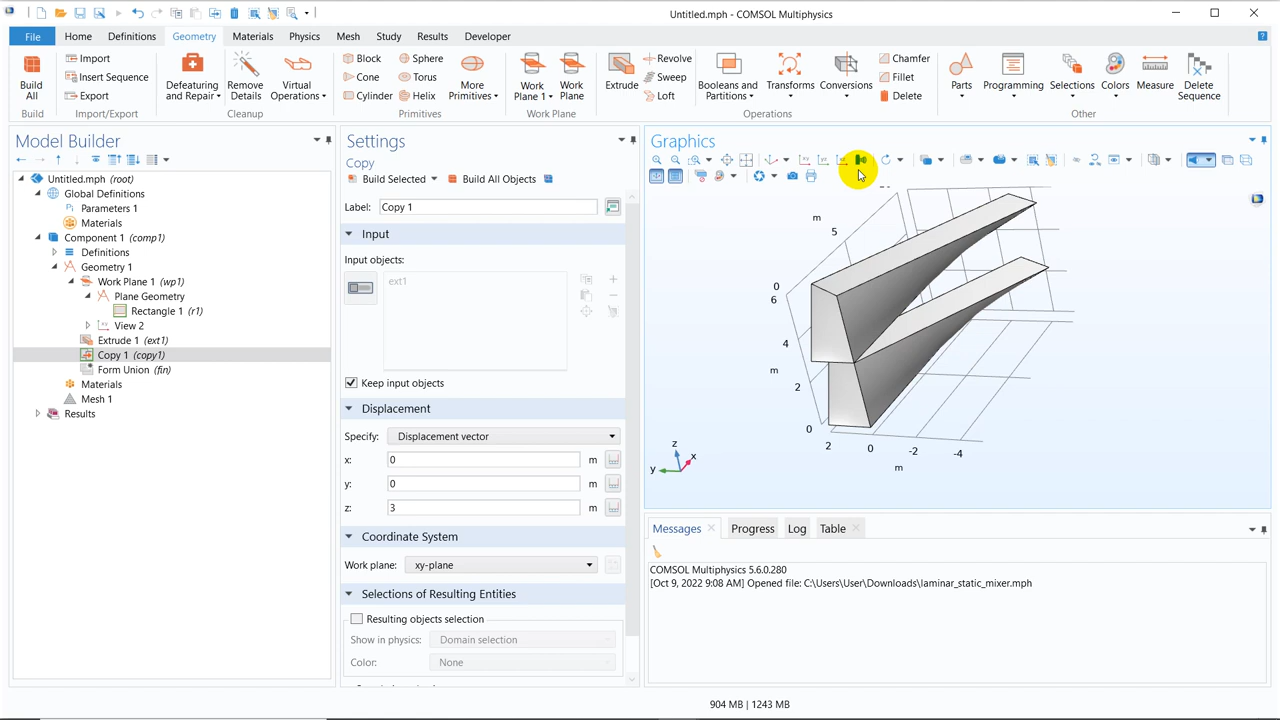 Untitled.mph - COMSOL Multiphysics
File Home Definitions Geometry Materials Physics Mesh Study Results Developer
Build All
Build
Import
Insert Sequence
Export
Import/Export
Defeaturing and Repair
Remove Details
Virtual Operations
Cleanup
Block
Cone
Cylinder
Sphere
Torus
Helix
More Primitives
Primitives
Work Plane 1
Work Plane
Work Plane
Extrude
Revolve
Sweep
Loft
Booleans and Partitions
Transforms
Conversions
Chamfer
Fillet
Delete
Operations
Parts
Programming
Selections
Colors
Measure
Delete Sequence
Other
Model Builder
Untitled.mph (root)
Global Definitions
Pi Parameters 1
Materials
Component 1 (comp1)
Definitions
Geometry 1
Work Plane 1 (wp1)
Plane Geometry
Rectangle 1 (r1)
View 2
Extrude 1 (ext1)
Copy 1 (copy1)
Form Union (fin)
Materials
Mesh 1
Results
Settings
Copy
Build Selected
Build All Objects
Label: Copy 1
Input
Input objects:
ext1
Keep input objects
Displacement
Specify: Displacement vector
x: 0 m
y: 0 m
z: 3 m
Coordinate System
Work plane: xy-plane
Selections of Resulting Entities
Resulting objects selection
Show in physics: Domain selection
Color: None
Graphics
m
5
0
6
4
m
2
0
2 0 -2 -4
m
z
y
x
Messages Progress Log Table
COMSOL Multiphysics 5.6.0.280
[Oct 9, 2022 9:08 AM] Opened file: C:\Users\User\Downloads\laminar_static_mixer.mph
904 MB | 1243 MB